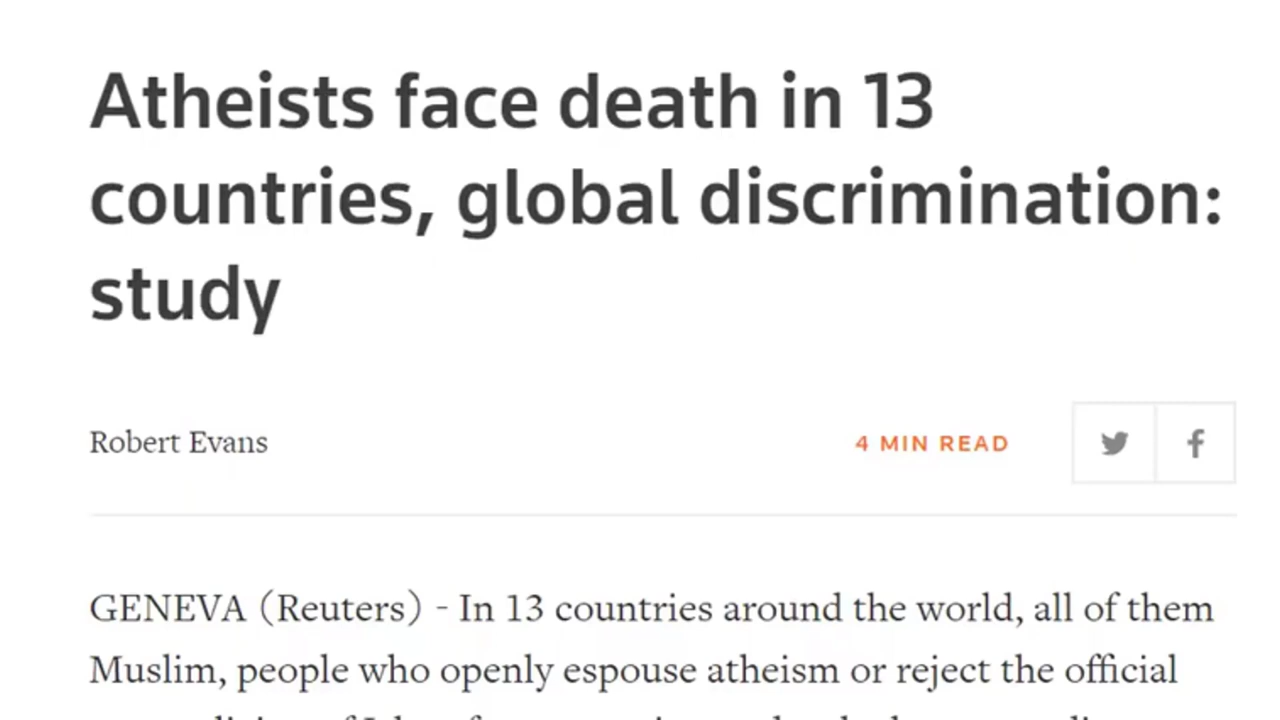 Atheists face death in 13
countries, global discrimination:
study
Robert Evans
4 MIN READ
GENEVA (Reuters) - In 13 countries around the world, all of them
Muslim, people who openly espouse atheism or reject the official